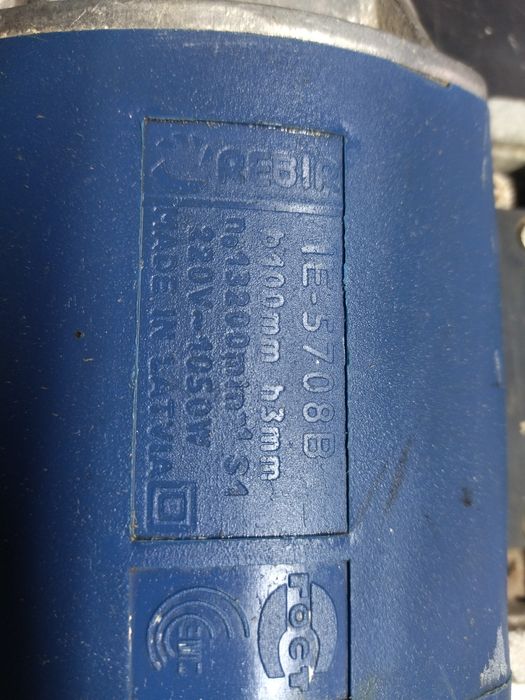 REBIR
IE-5708B
b100mm h3mm
n₀13200min⁻¹ S1
220V~1050W
MADE IN LATVIA
ГОСТ